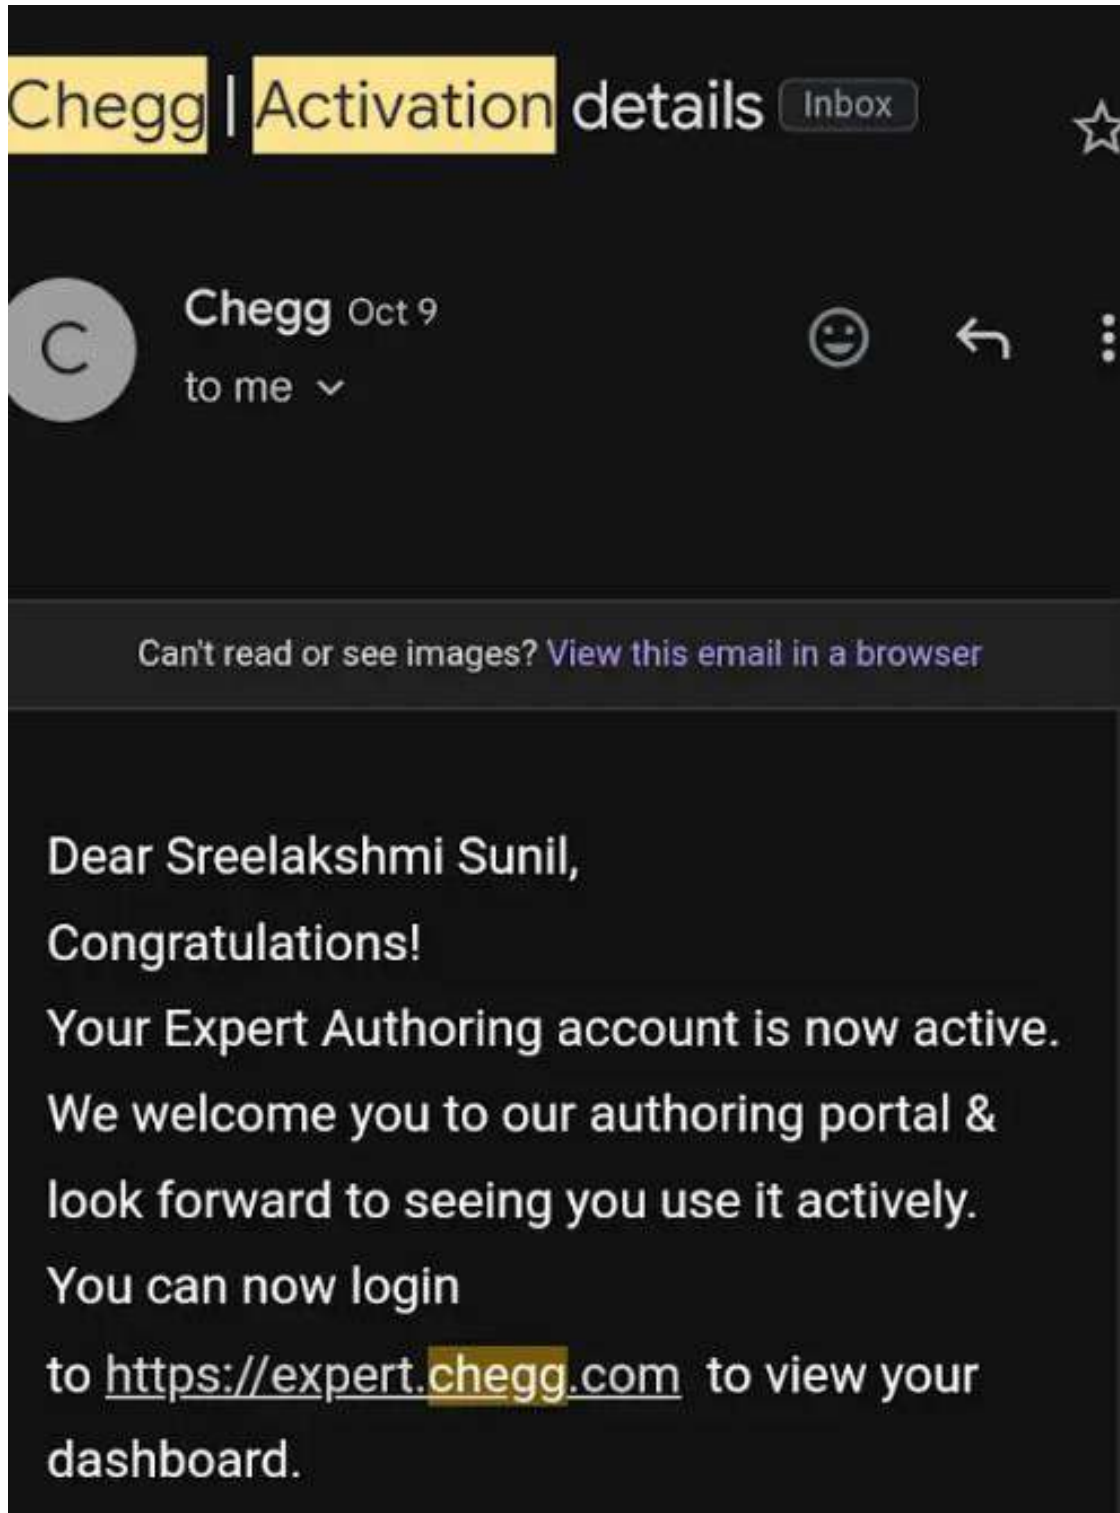 Chegg | Activation details Inbox
C
Chegg Oct 9
to me
Can't read or see images? View this email in a browser
Dear Sreelakshmi Sunil,
Congratulations!
Your Expert Authoring account is now active.
We welcome you to our authoring portal &
look forward to seeing you use it actively.
You can now login
to https://expert.chegg.com to view your
dashboard.